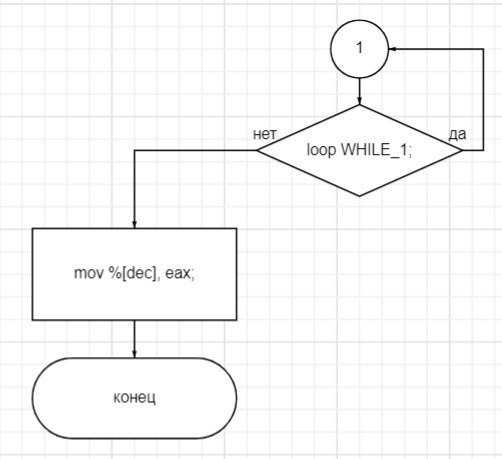 1
нет
да
loop WHILE_1;
mov %[dec], eax;
конец